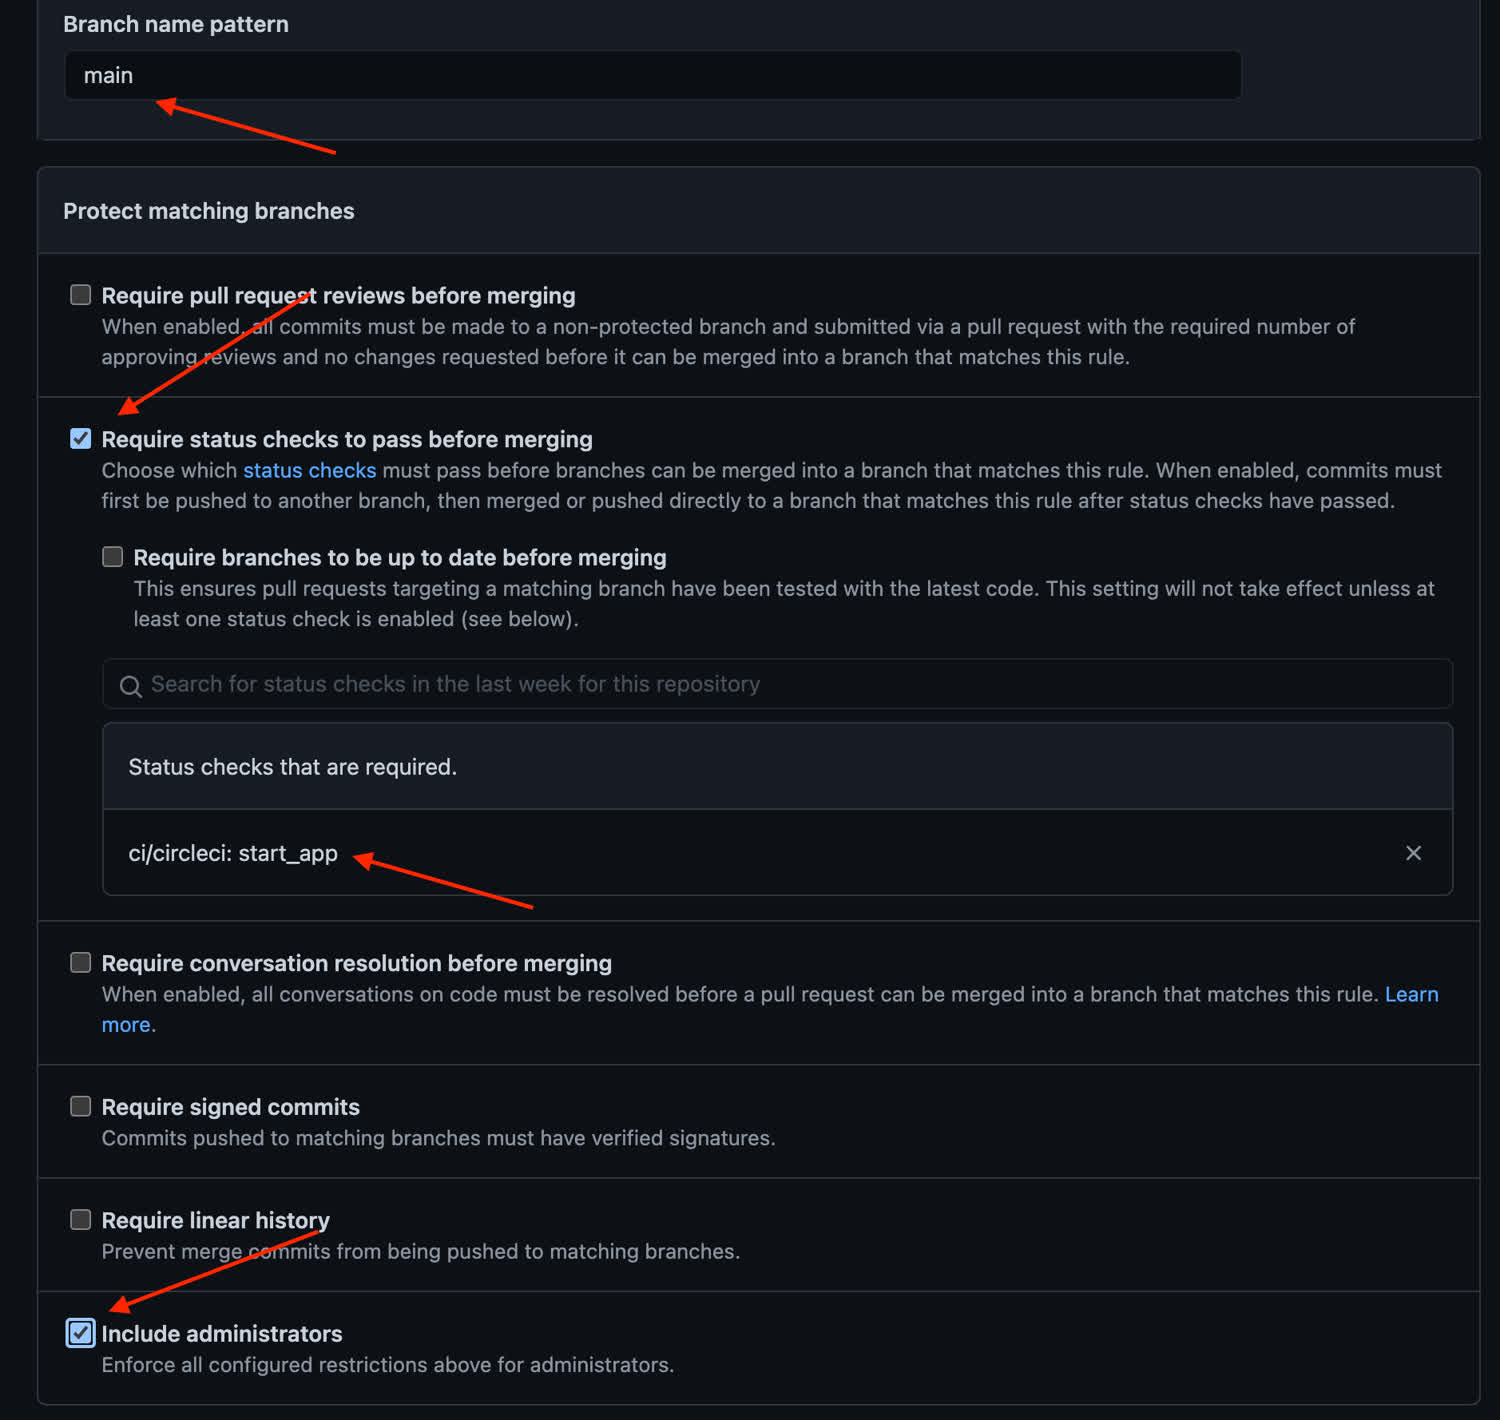 Branch name pattern
main
Protect matching branches
Require pull request reviews before merging
When enabled, all commits must be made to a non-protected branch and submitted via a pull request with the required number of
approving reviews and no changes requested before it can be merged into a branch that matches this rule.
Require status checks to pass before merging
Choose which status checks must pass before branches can be merged into a branch that matches this rule. When enabled, commits must
first be pushed to another branch, then merged or pushed directly to a branch that matches this rule after status checks have passed.
Require branches to be up to date before merging
This ensures pull requests targeting a matching branch have been tested with the latest code. This setting will not take effect unless at
least one status check is enabled (see below).
Search for status checks in the last week for this repository
Status checks that are required.
ci/circleci: start_app
Require conversation resolution before merging
When enabled, all conversations on code must be resolved before a pull request can be merged into a branch that matches this rule. Learn
more.
Require signed commits
Commits pushed to matching branches must have verified signatures.
Require linear history
Prevent merge commits from being pushed to matching branches.
Include administrators
Enforce all configured restrictions above for administrators.